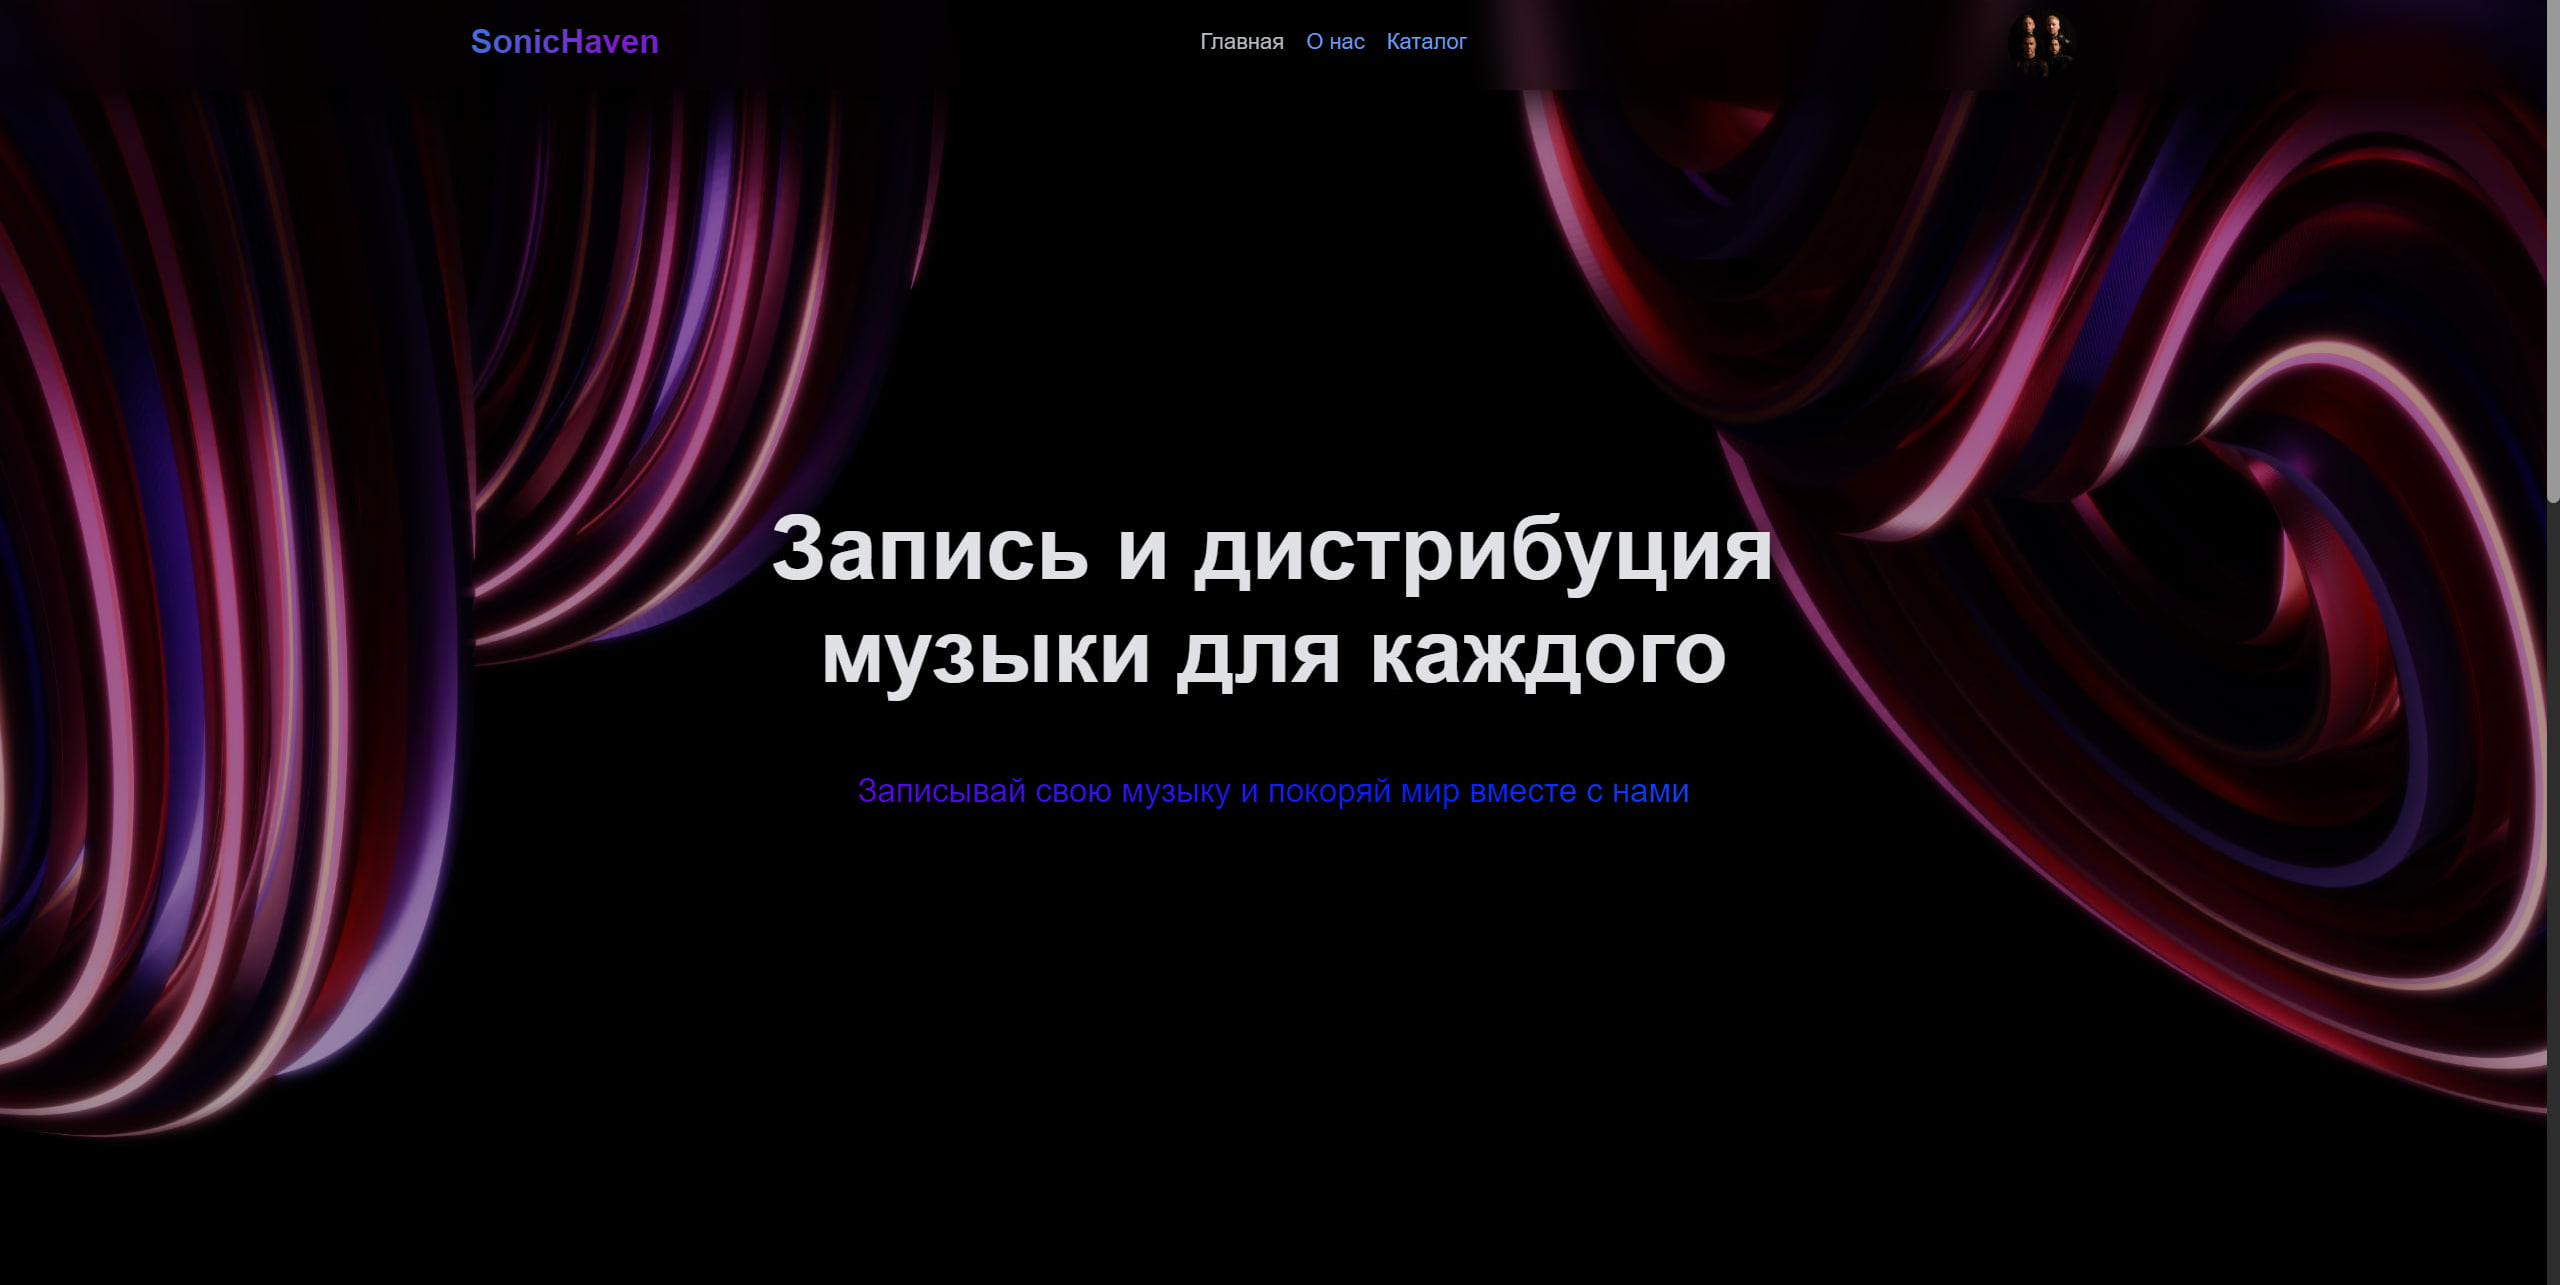 SonicHaven
Главная О нас Каталог
Запись и дистрибуция
музыки для каждого
Записывай свою музыку и покоряй мир вместе с нами